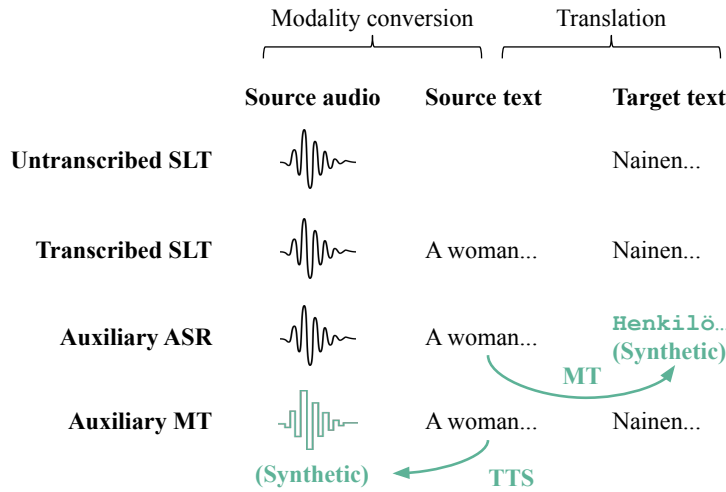 Modality conversion Translation
Source audio Source text Target text
Untranscribed SLT Nainen...
Transcribed SLT A woman... Nainen...
Auxiliary ASR A woman... Henkilö...
(Synthetic)
MT
Auxiliary MT A woman... Nainen...
(Synthetic) TTS